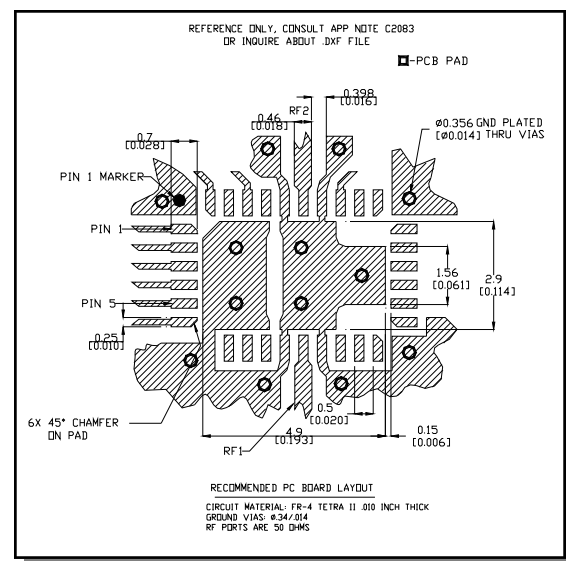 REFERENCE ONLY, CONSULT APP NOTE C2083
OR INQUIRE ABOUT .DXF FILE
-PCB PAD
0.398
[0.016]
0.46
[0.018]
RF2
Ø0.356 GND PLATED
[Ø0.014] THRU VIAS
0.7
[0.028]
PIN 1 MARKER
PIN 1
1.56
[0.061]
2.9
[0.114]
PIN 5
0.25
[0.010]
0.5
[0.020]
6X 45° CHAMFER
ON PAD
4.9
[0.193]
0.15
[0.006]
RF1
RECOMMENDED PC BOARD LAYOUT
CIRCUIT MATERIAL: FR-4 TETRA II .010 INCH THICK
GROUND VIAS: Ø.34/.014
RF PORTS ARE 50 OHMS